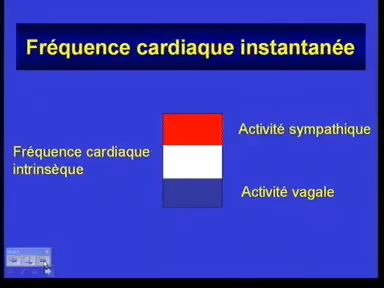 Fréquence cardiaque instantanée
Activité sympathique
Fréquence cardiaque
intrinsèque
Activité vagale